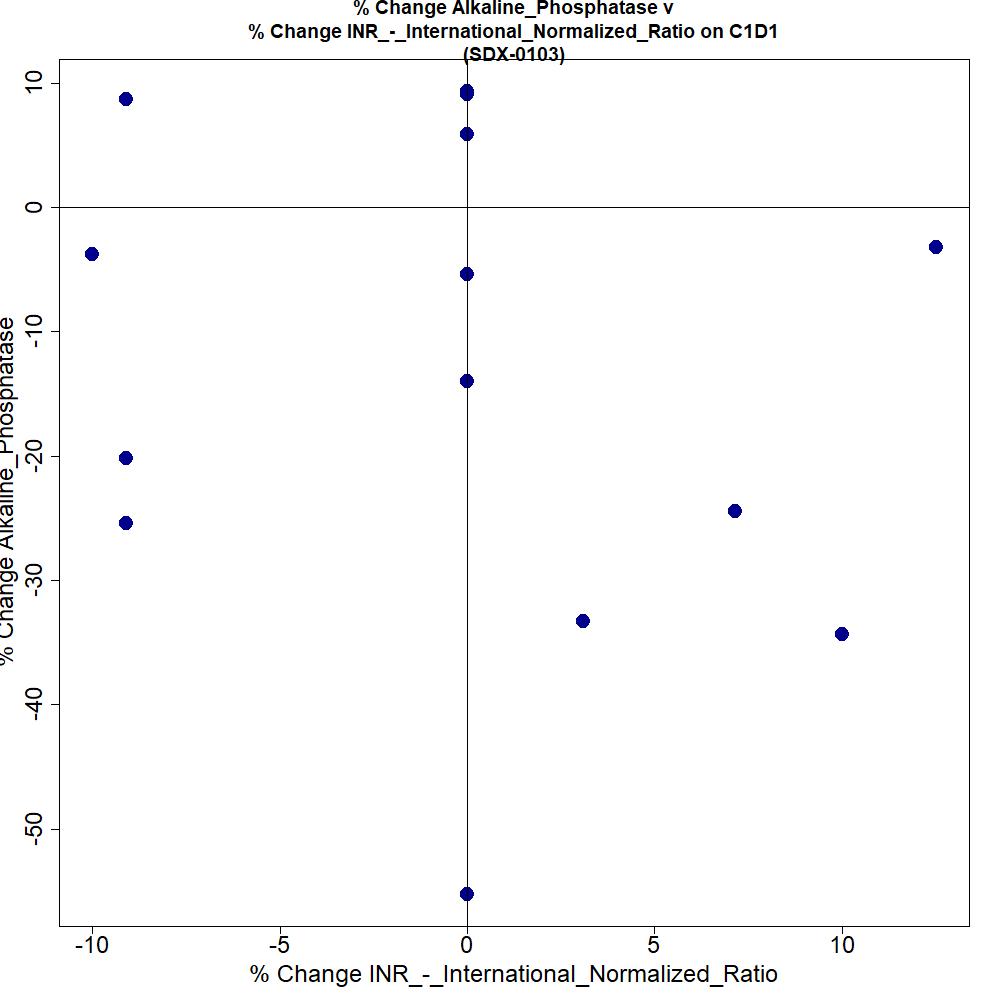 % Change Alkaline_Phosphatase v
% Change INR_-_International_Normalized_Ratio on C1D1
(SDX-0103)
% Change Alkaline_Phosphatase
10
0
-10
-20
-30
-40
-50
-10
-5
0
5
10
% Change INR_-_International_Normalized_Ratio